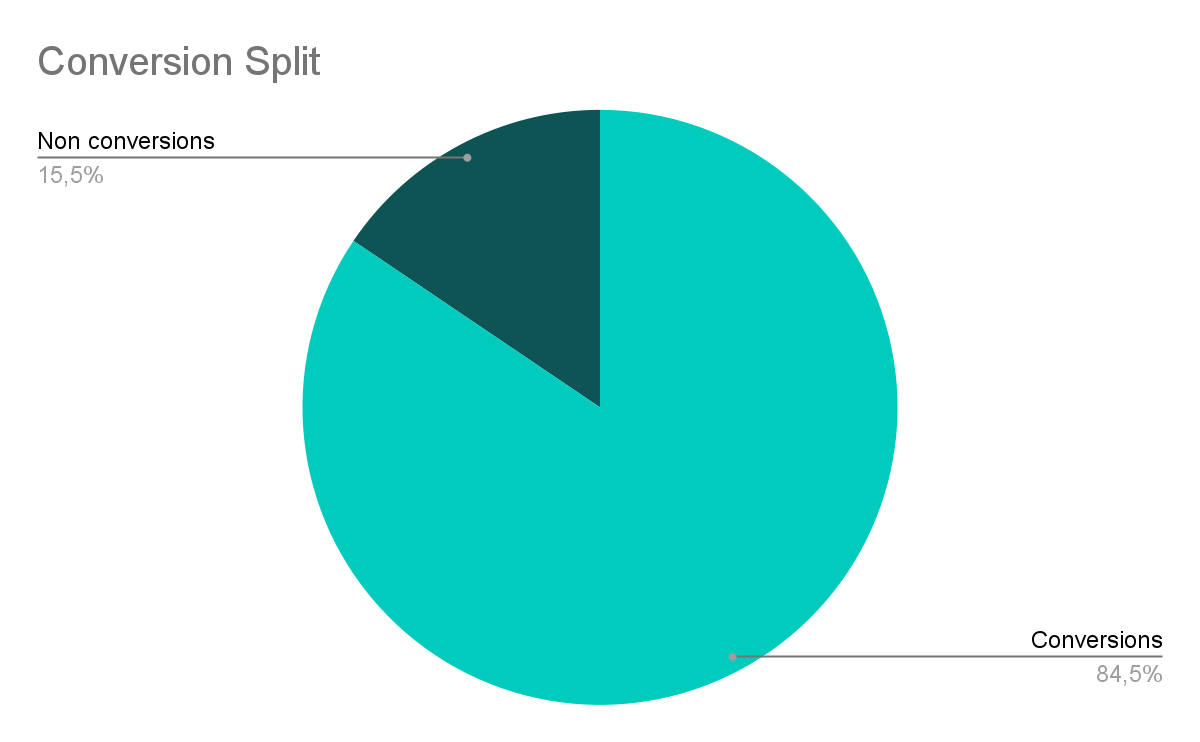 Conversion Split
Non conversions
15,5%
Conversions
84,5%